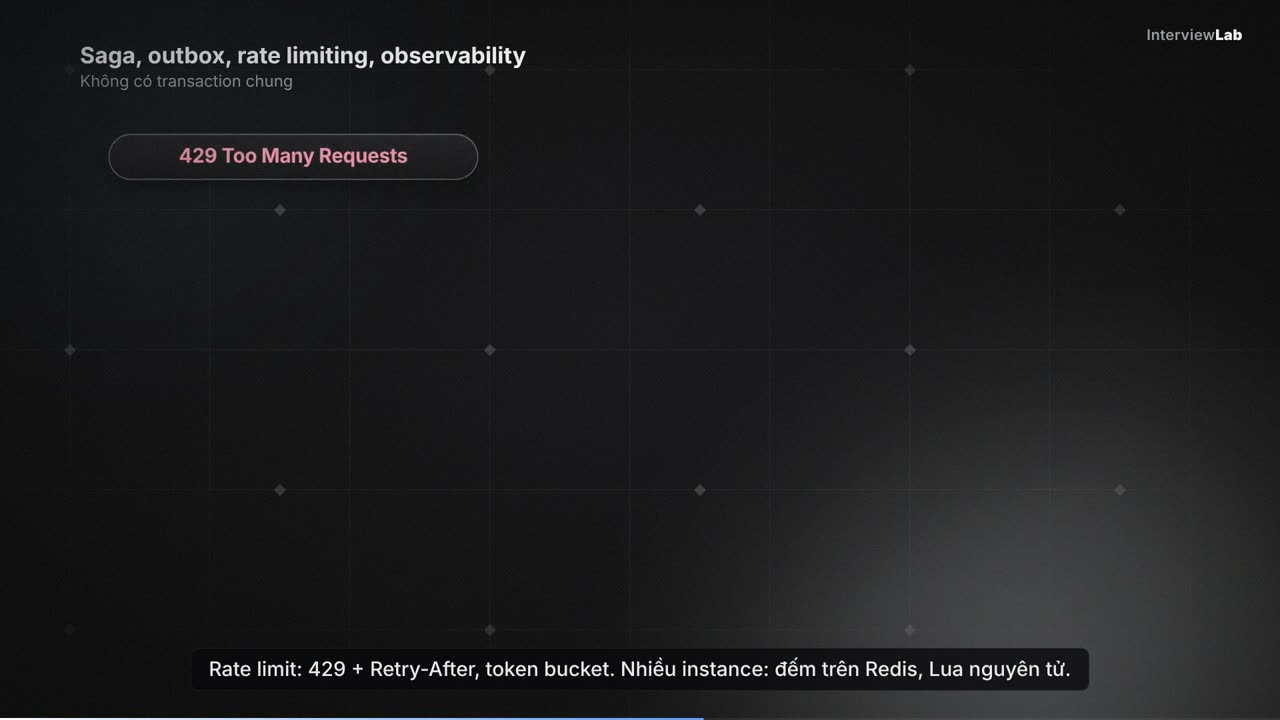 Saga, outbox, rate limiting, observability
InterviewLab
Không có transaction chung
429 Too Many Requests
Rate limit: 429 + Retry-After, token bucket. Nhiều instance: đếm trên Redis, Lua nguyên tử.